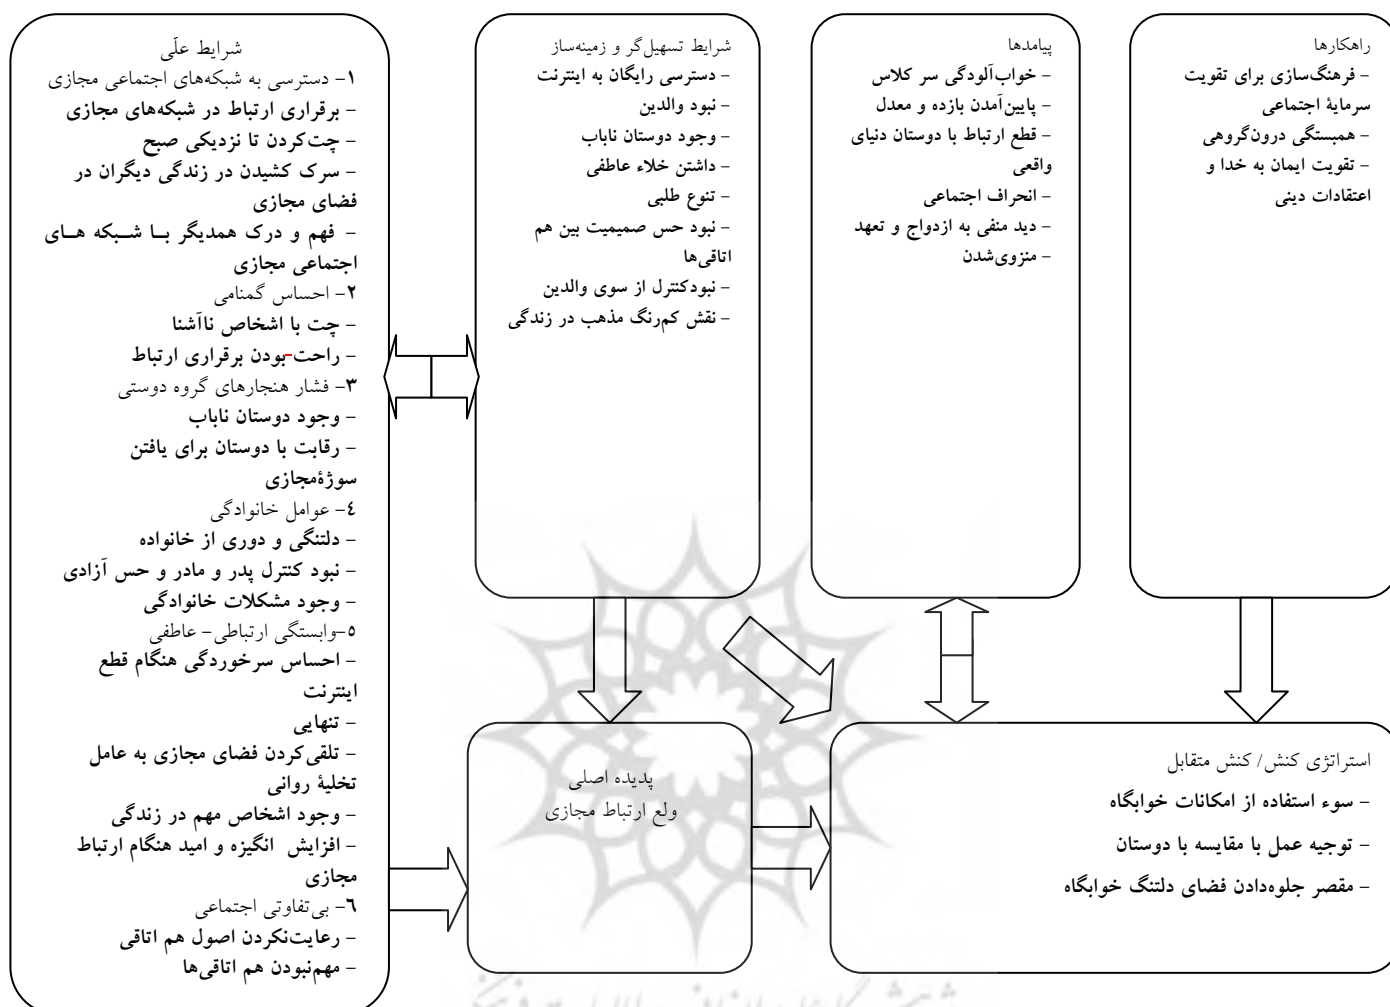 راهکارها
- فرهنگ‌سازی برای تقویت
سرمایهٔ اجتماعی
- همبستگی درون‌گروهی
- تقویت ایمان به خدا و
اعتقادات دینی
پیامدها
- خواب‌آلودگی سر کلاس
- پایین‌آمدن بازده و معدل
- قطع ارتباط با دوستان دنیای
واقعی
- انحراف اجتماعی
- دید منفی به ازدواج و تعهد
- منزوی‌شدن
شرایط تسهیل‌گر و زمینه‌ساز
- دسترسی رایگان به اینترنت
- نبود والدین
- وجود دوستان ناباب
- داشتن خلاء عاطفی
- تنوع طلبی
- نبود حس صمیمیت بین هم
اتاقی‌ها
- نبودکنترل از سوی والدین
- نقش کم‌رنگ مذهب در زندگی
شرایط علّی
۱- دسترسی به شبکه‌های اجتماعی مجازی
- برقراری ارتباط در شبکه‌های مجازی
- چت‌کردن تا نزدیکی صبح
- سرک کشیدن در زندگی دیگران در
فضای مجازی
- فهم و درک همدیگر بـا شـبکه هـای
اجتماعی مجازی
۲- احساس گمنامی
- چت با اشخاص ناآشنا
- راحت-بودن برقراری ارتباط
۳- فشار هنجارهای گروه دوستی
- وجود دوستان ناباب
- رقابت با دوستان برای یافتن
سوژهٔمجازی
٤- عوامل خانوادگی
- دلتنگی و دوری از خانواده
- نبود کنترل پدر و مادر و حس آزادی
- وجود مشکلات خانوادگی
٥-وابستگی ارتباطی- عاطفی
- احساس سرخوردگی هنگام قطع
اینترنت
- تنهایی
- تلقی‌کردن فضای مجازی به عامل
تخلیهٔ روانی
- وجود اشخاص مهم در زندگی
- افزایش انگیزه و امید هنگام ارتباط
مجازی
٦- بی‌تفاوتی اجتماعی
- رعایت‌نکردن اصول هم اتاقی
- مهم‌نبودن هم اتاقی‌ها
پدیده اصلی
ولع ارتباط مجازی
استراتژی کنش/ کنش متقابل
- سوء استفاده از امکانات خوابگاه
- توجیه عمل با مقایسه با دوستان
- مقصر جلوه‌دادن فضای دلتنگ خوابگاه